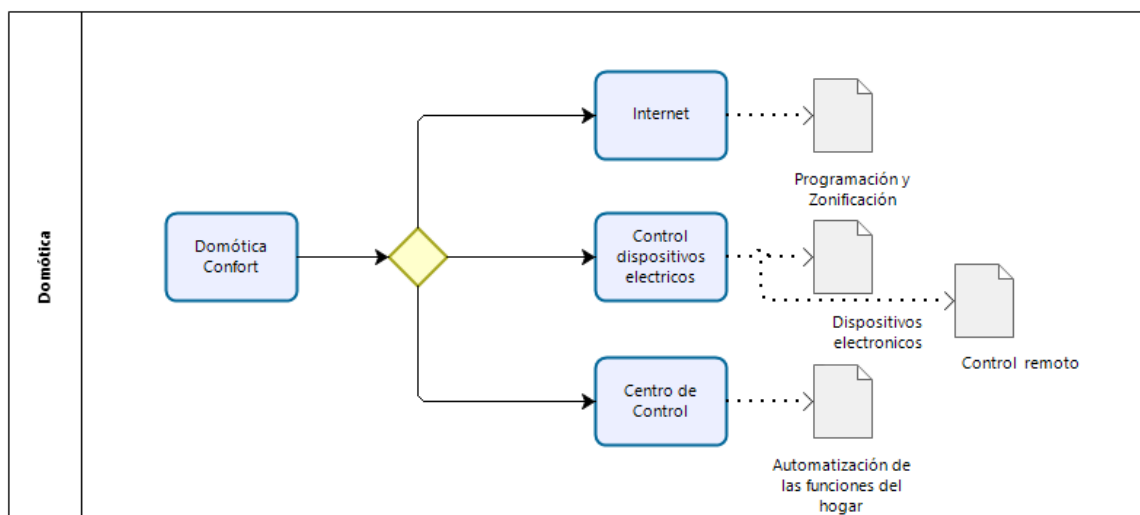 Domótica
Domótica
Confort
Internet
Programación y
Zonificación
Control
dispositivos
electricos
Dispositivos
electronicos
Control remoto
Centro de
Control
Automatización de
las funciones del
hogar